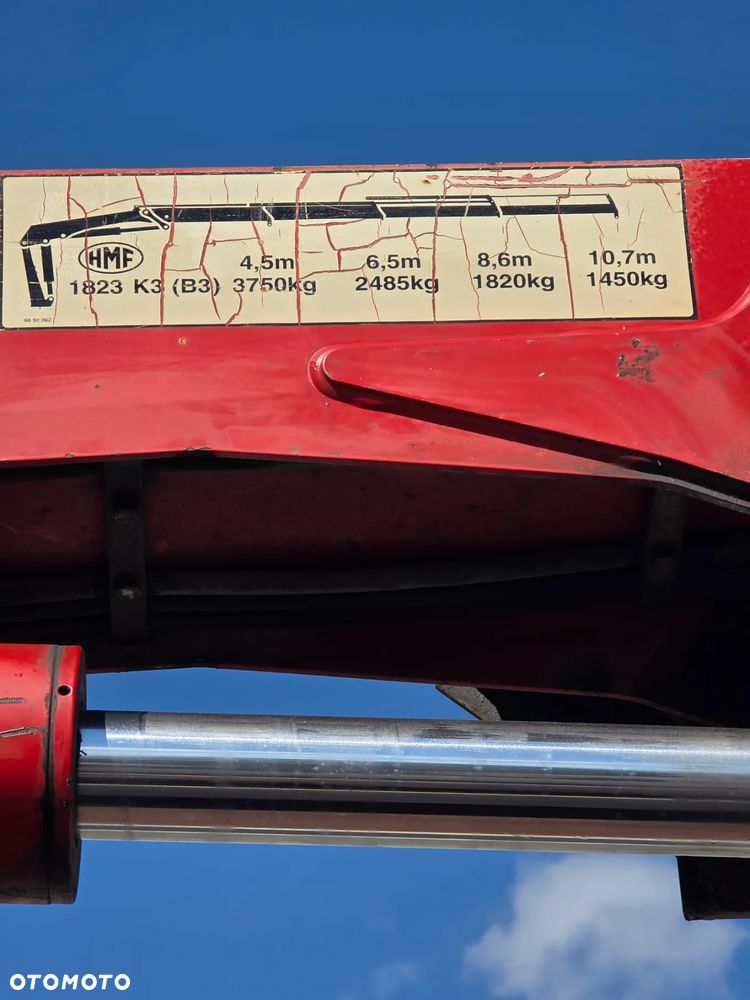 HMF
1823 K3 (B3)
4,5m 6,5m 8,6m 10,7m
3750kg 2485kg 1820kg 1450kg
OTOMOTO